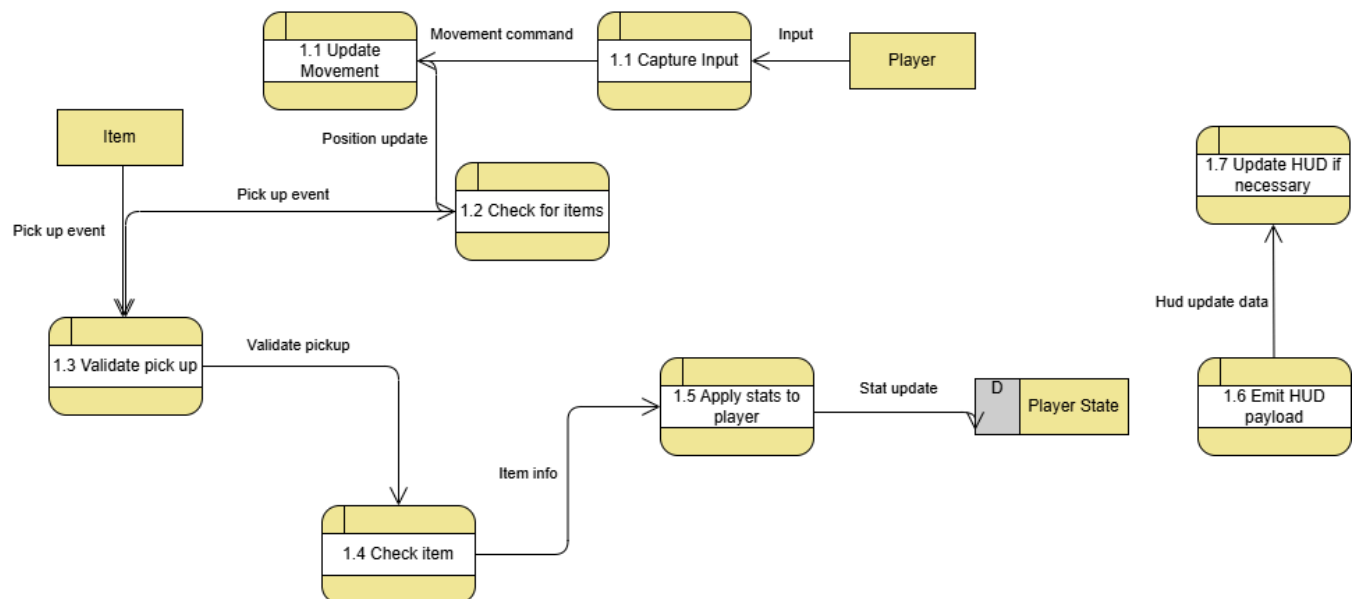 1.1 Update
Movement
Movement command
1.1 Capture Input
Input
Player
Item
Position update
1.7 Update HUD if
necessary
Pick up event
1.2 Check for items
Pick up event
Hud update data
1.3 Validate pick up
Validate pickup
1.5 Apply stats to
player
Stat update
D
Player State
1.6 Emit HUD
payload
Item info
1.4 Check item